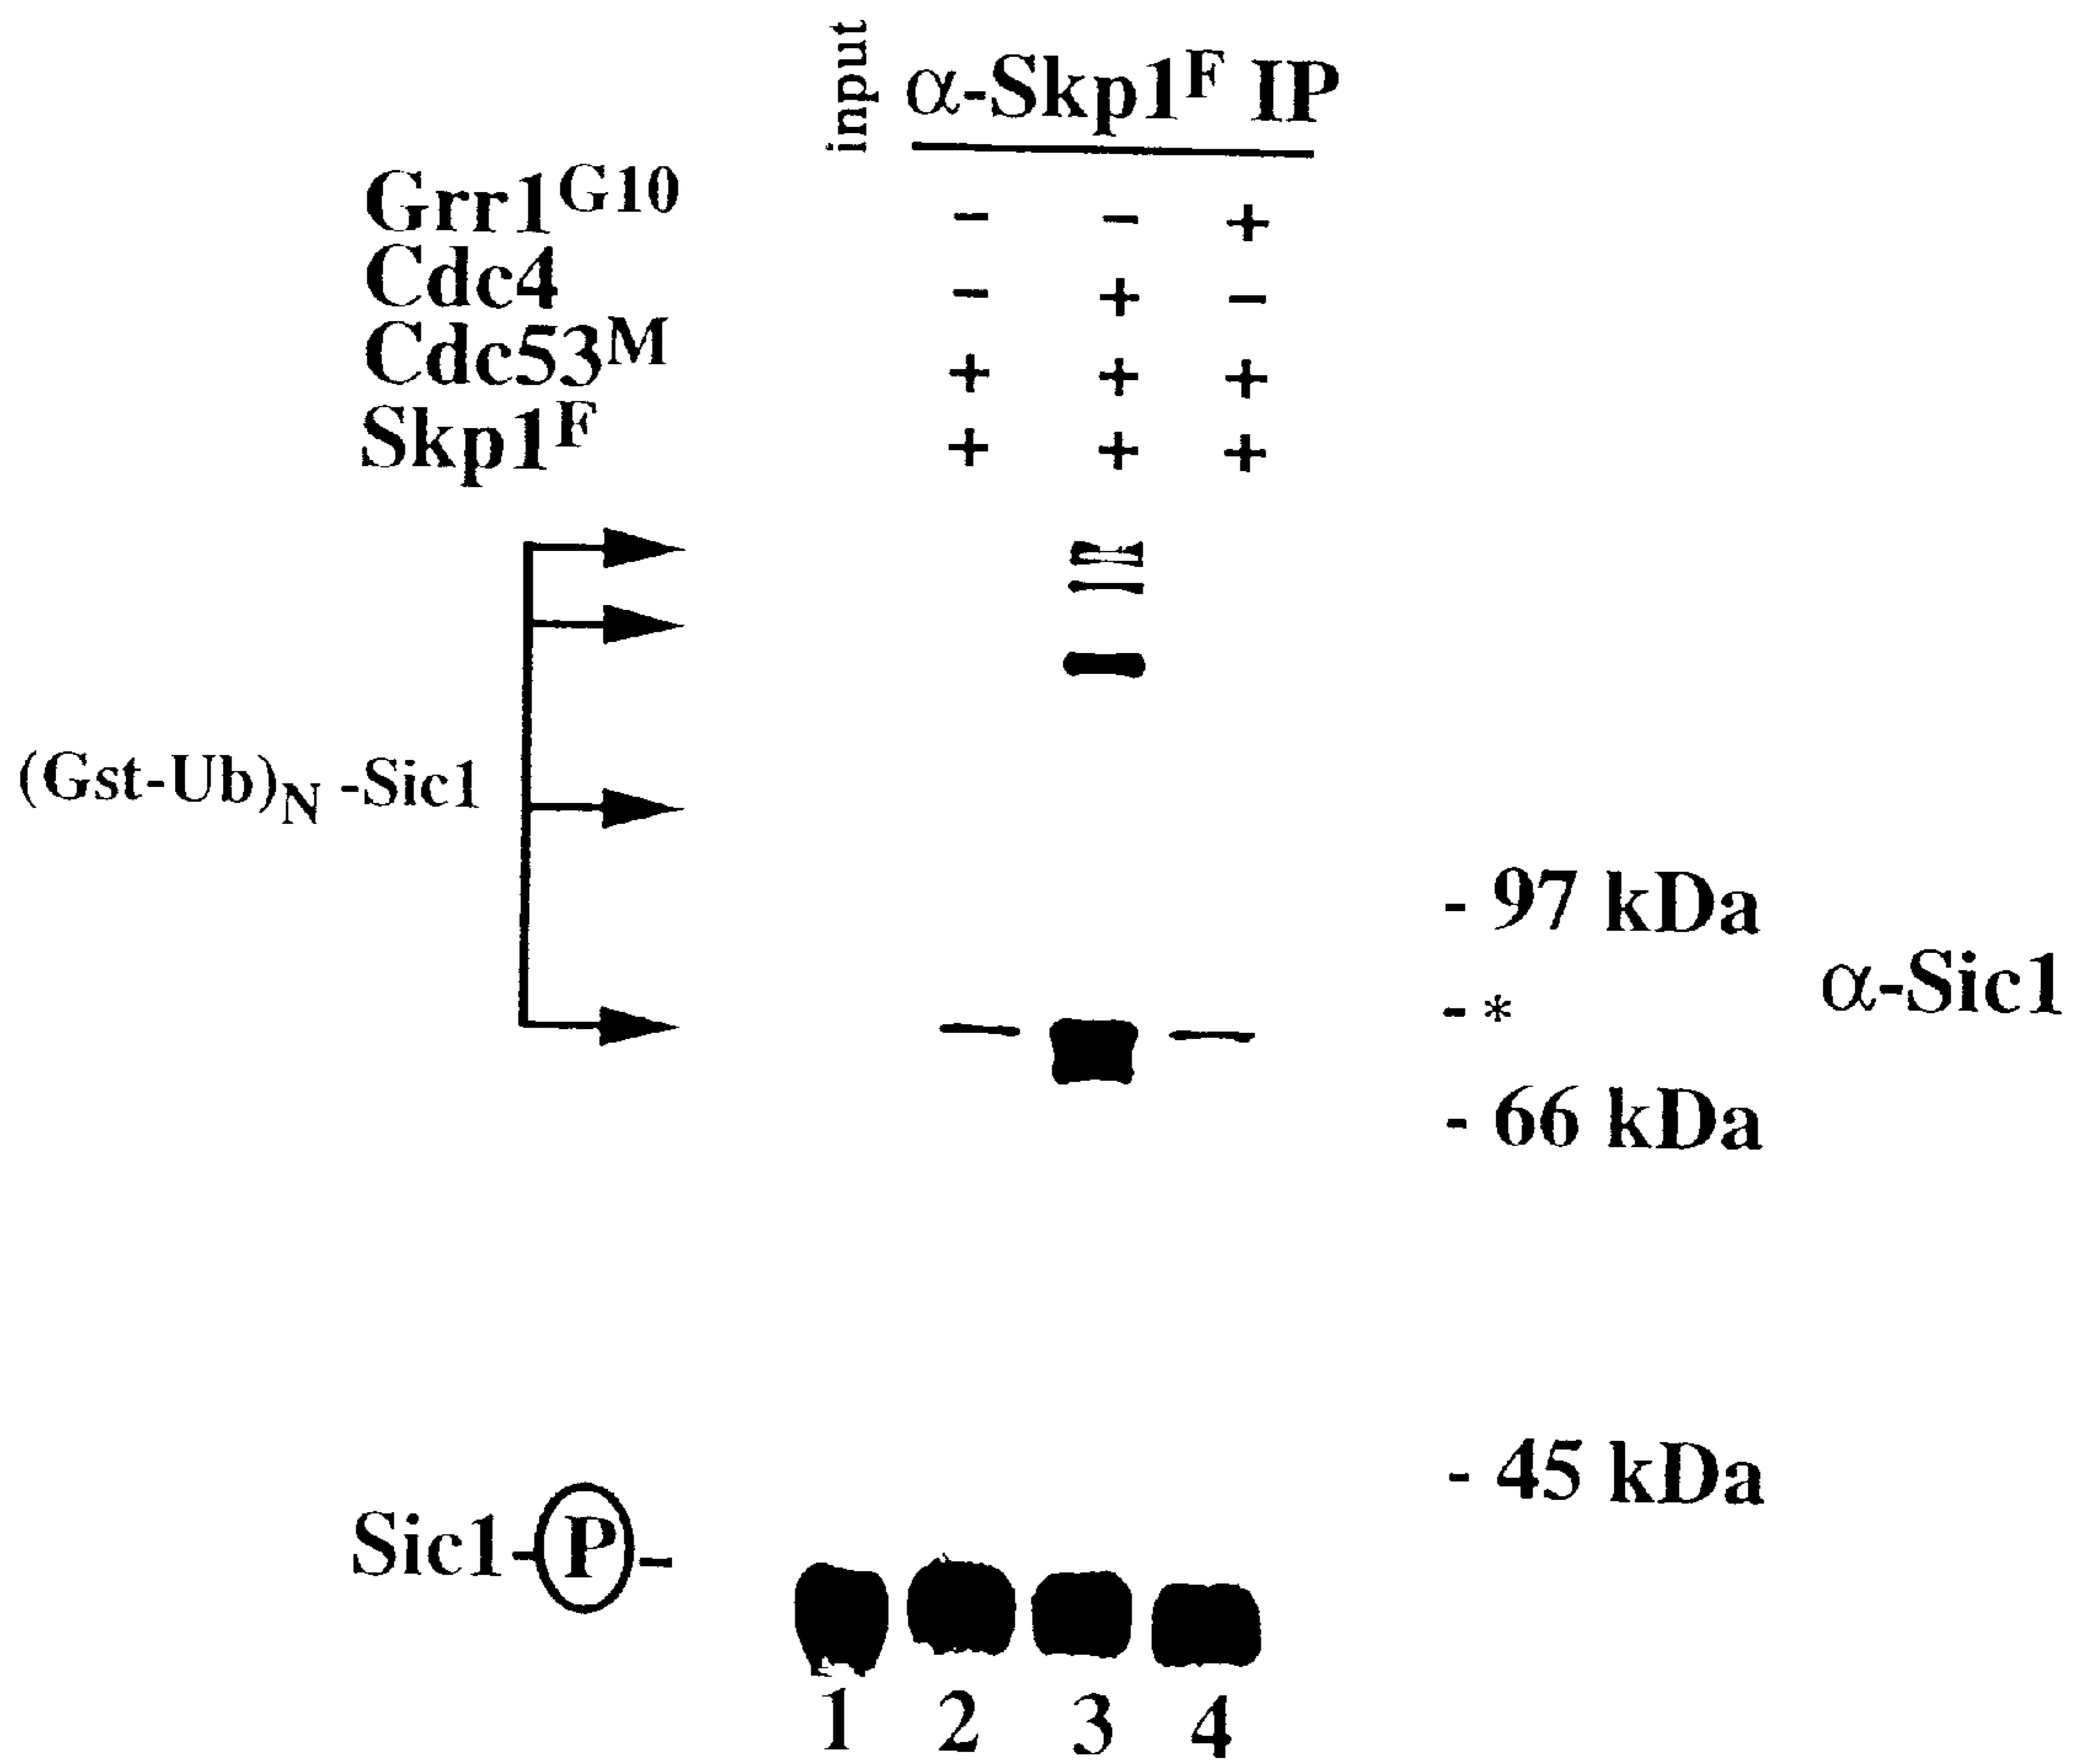 input
α-Skp1F IP
Grr1G10 - - +
Cdc4 - + -
Cdc53M + + +
Skp1F + + +
(Gst-Ub)N -Sic1
- 97 kDa
α-Sic1
- *
- 66 kDa
- 45 kDa
Sic1-P-
1 2 3 4